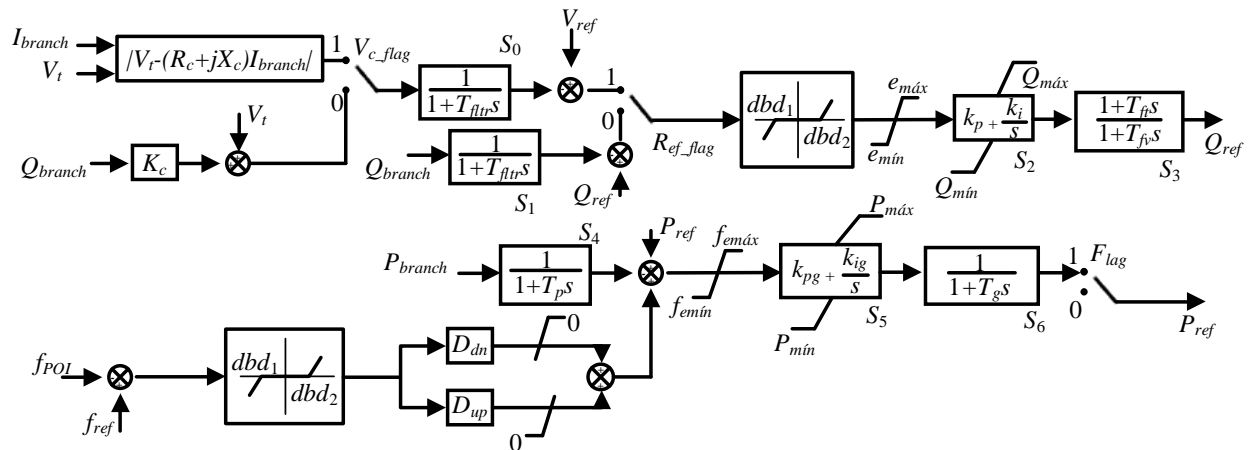 I_branch
V_t
|V_t-(R_c+jX_c)I_branch|
1
V_c_flag
0
V_t
Q_branch
K_c
S_0
1
1+T_fltr s
V_ref
1
0
R_ef_flag
Q_branch
1
1+T_fltr s
S_1
Q_ref
dbd_1
dbd_2
e_máx
e_mín
Q_máx
k_p + k_i
s
S_2
Q_mín
1+T_ft s
1+T_fv s
S_3
Q_ref
P_branch
S_4
1
1+T_p s
P_ref
f_emáx
f_emín
P_máx
k_pg + k_ig
s
S_5
P_mín
1
1+T_g s
S_6
1
F_lag
0
P_ref
f_POI
f_ref
dbd_1
dbd_2
D_dn
0
D_up
0